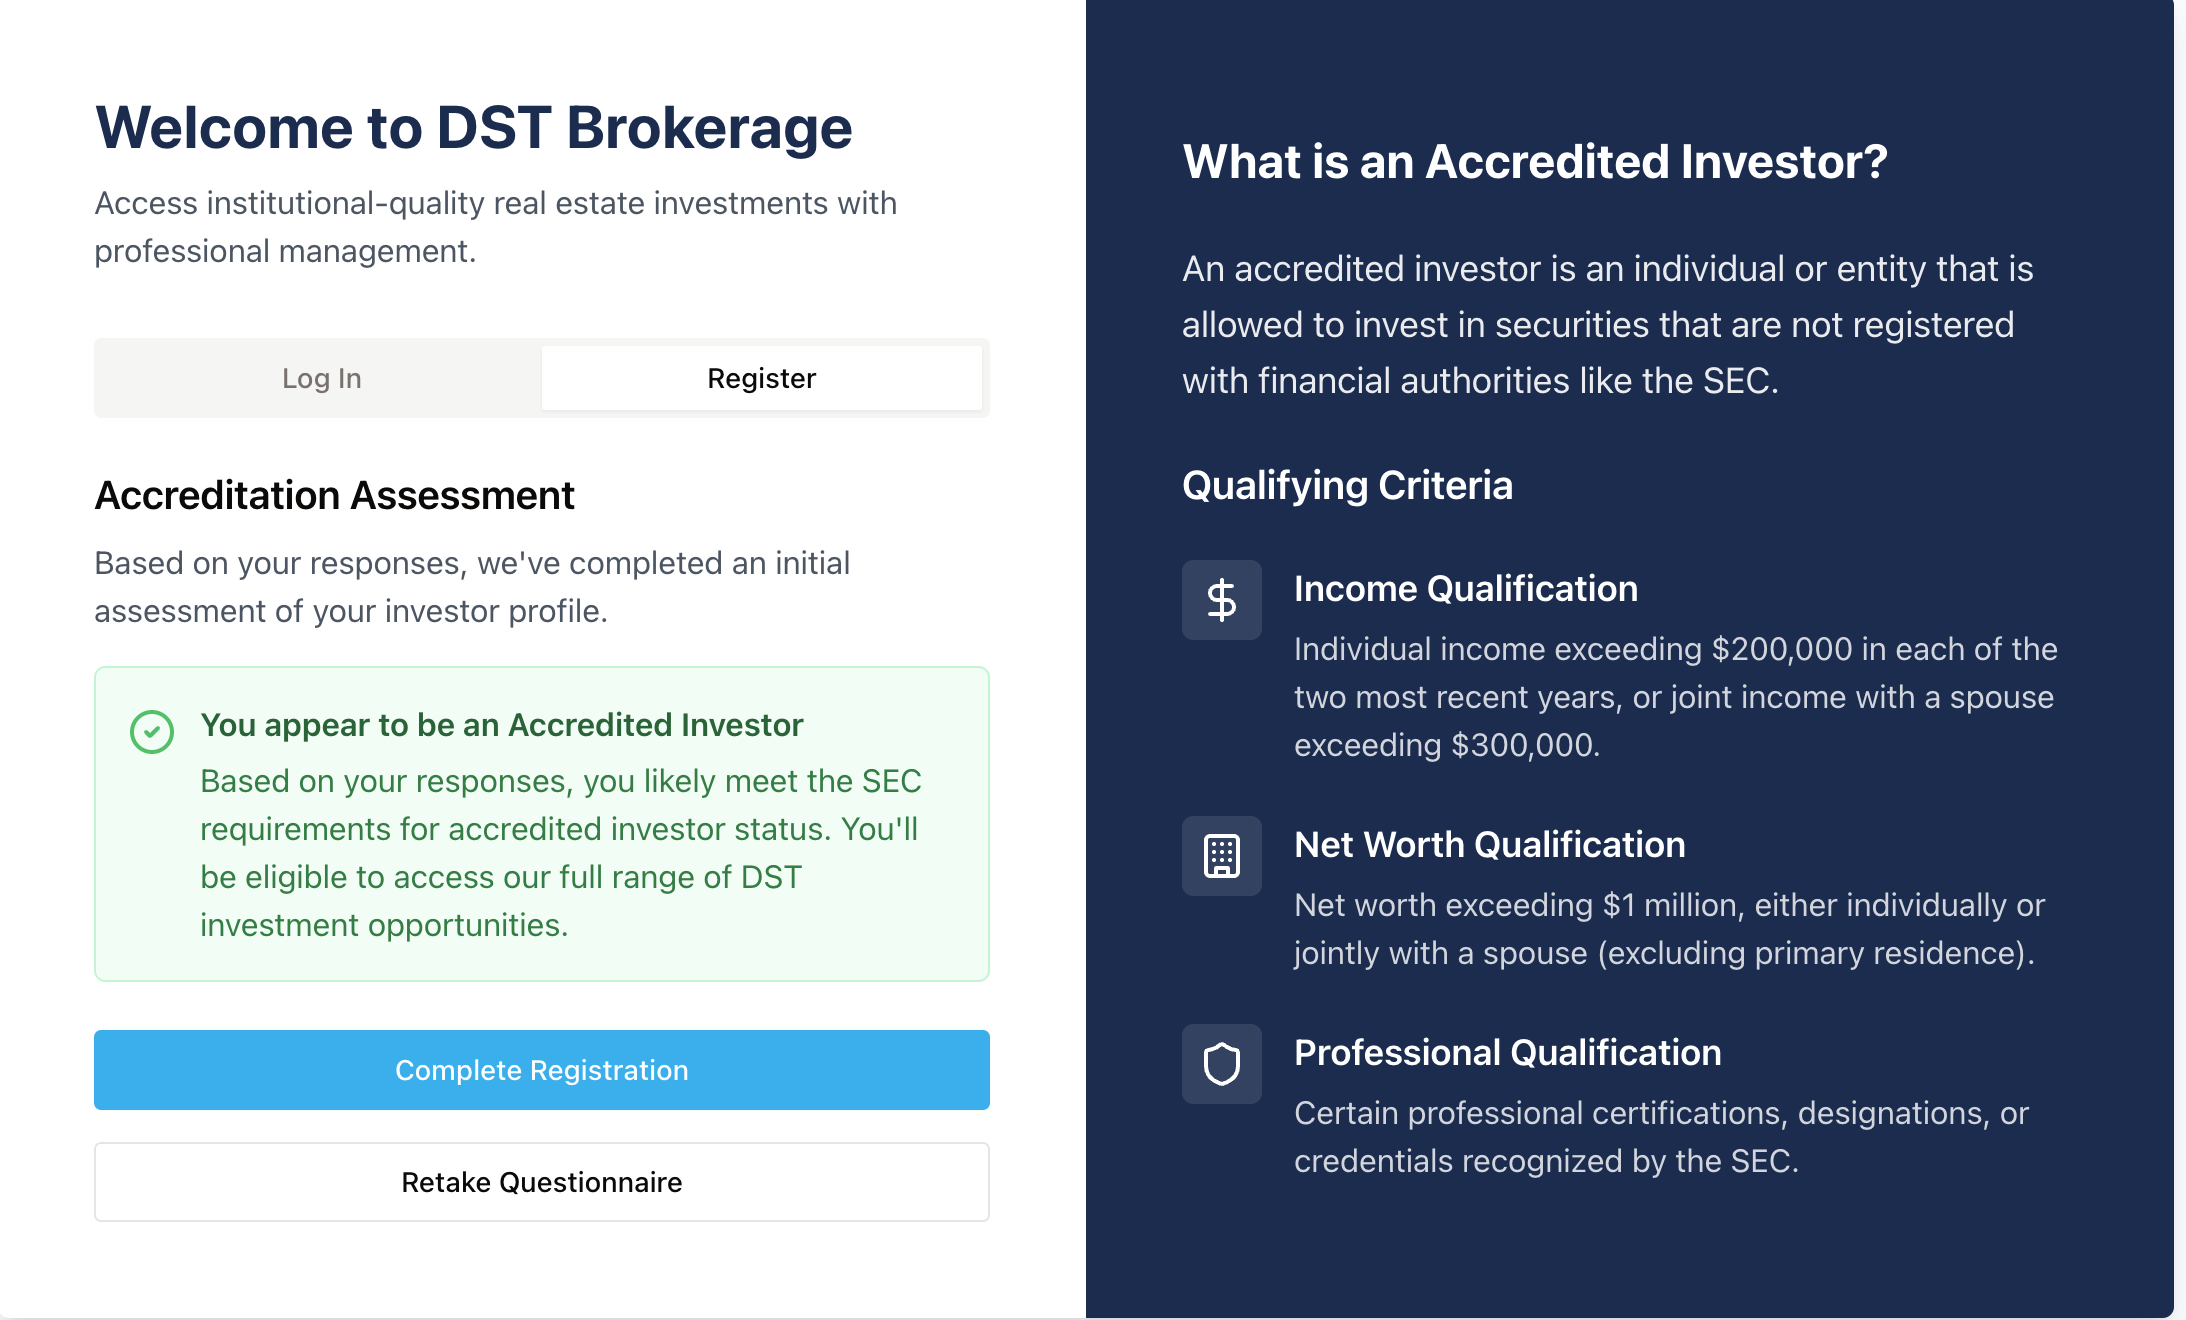 Welcome to DST Brokerage
Access institutional-quality real estate investments with
professional management.
Log In
Register
Accreditation Assessment
Based on your responses, we've completed an initial
assessment of your investor profile.
You appear to be an Accredited Investor
Based on your responses, you likely meet the SEC
requirements for accredited investor status. You'll
be eligible to access our full range of DST
investment opportunities.
Complete Registration
Retake Questionnaire
What is an Accredited Investor?
An accredited investor is an individual or entity that is
allowed to invest in securities that are not registered
with financial authorities like the SEC.
Qualifying Criteria
Income Qualification
Individual income exceeding $200,000 in each of the
two most recent years, or joint income with a spouse
exceeding $300,000.
Net Worth Qualification
Net worth exceeding $1 million, either individually or
jointly with a spouse (excluding primary residence).
Professional Qualification
Certain professional certifications, designations, or
credentials recognized by the SEC.